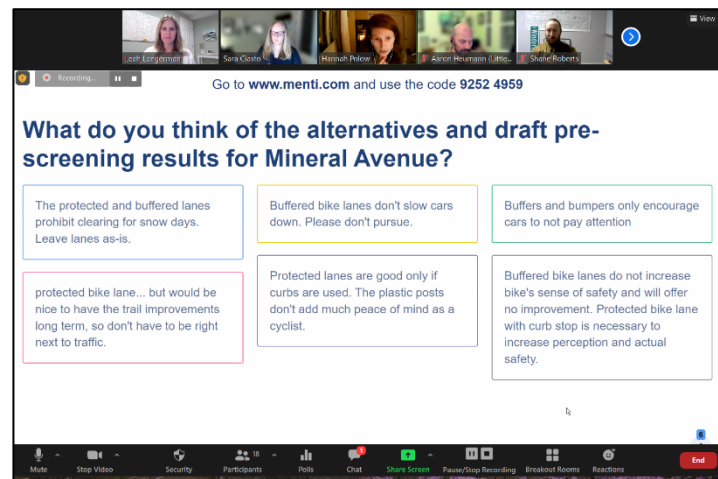 View
Leah Langerman
Sara Ciasto
Hannah Polow
Aaron Heumann (Little...
Shane Roberts
Recording...
Go to www.menti.com and use the code 9252 4959
What do you think of the alternatives and draft pre-
screening results for Mineral Avenue?
The protected and buffered lanes
prohibit clearing for snow days.
Leave lanes as-is.
Buffered bike lanes don't slow cars
down. Please don't pursue.
Buffers and bumpers only encourage
cars to not pay attention
protected bike lane... but would be
nice to have the trail improvements
long term, so don't have to be right
next to traffic.
Protected lanes are good only if
curbs are used. The plastic posts
don't add much peace of mind as a
cyclist.
Buffered bike lanes do not increase
bike's sense of safety and will offer
no improvement. Protected bike lane
with curb stop is necessary to
increase perception and actual
safety.
6
Mute
Stop Video
Security
18
Participants
Polls
1
Chat
Share Screen
Pause/Stop Recording
Breakout Rooms
Reactions
End